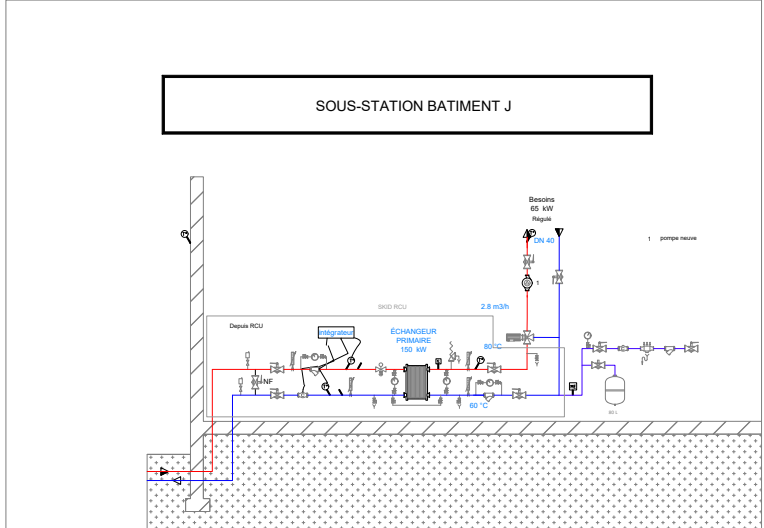 SOUS-STATION BATIMENT J
Besoins
65 kW
Régulé
DN 40
1 pompe neuve
1
SKID RCU
2.8 m3/h
Depuis RCU
intégrateur
ÉCHANGEUR
PRIMAIRE
150 kW
80 °C
NF
60 °C
80 L